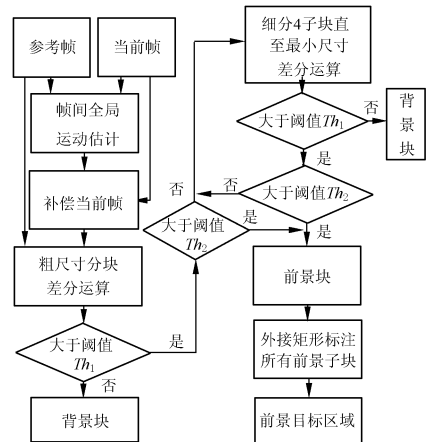 参考帧
当前帧
帧间全局
运动估计
补偿当前帧
粗尺寸分块
差分运算
大于阈值
Th1
是
否
背景块
否
大于阈值
Th2
是
细分4子块直
至最小尺寸
差分运算
大于阈值Th1
否
背
景
块
是
否
大于阈值Th2
是
前景块
外接矩形标注
所有前景子块
前景目标区域